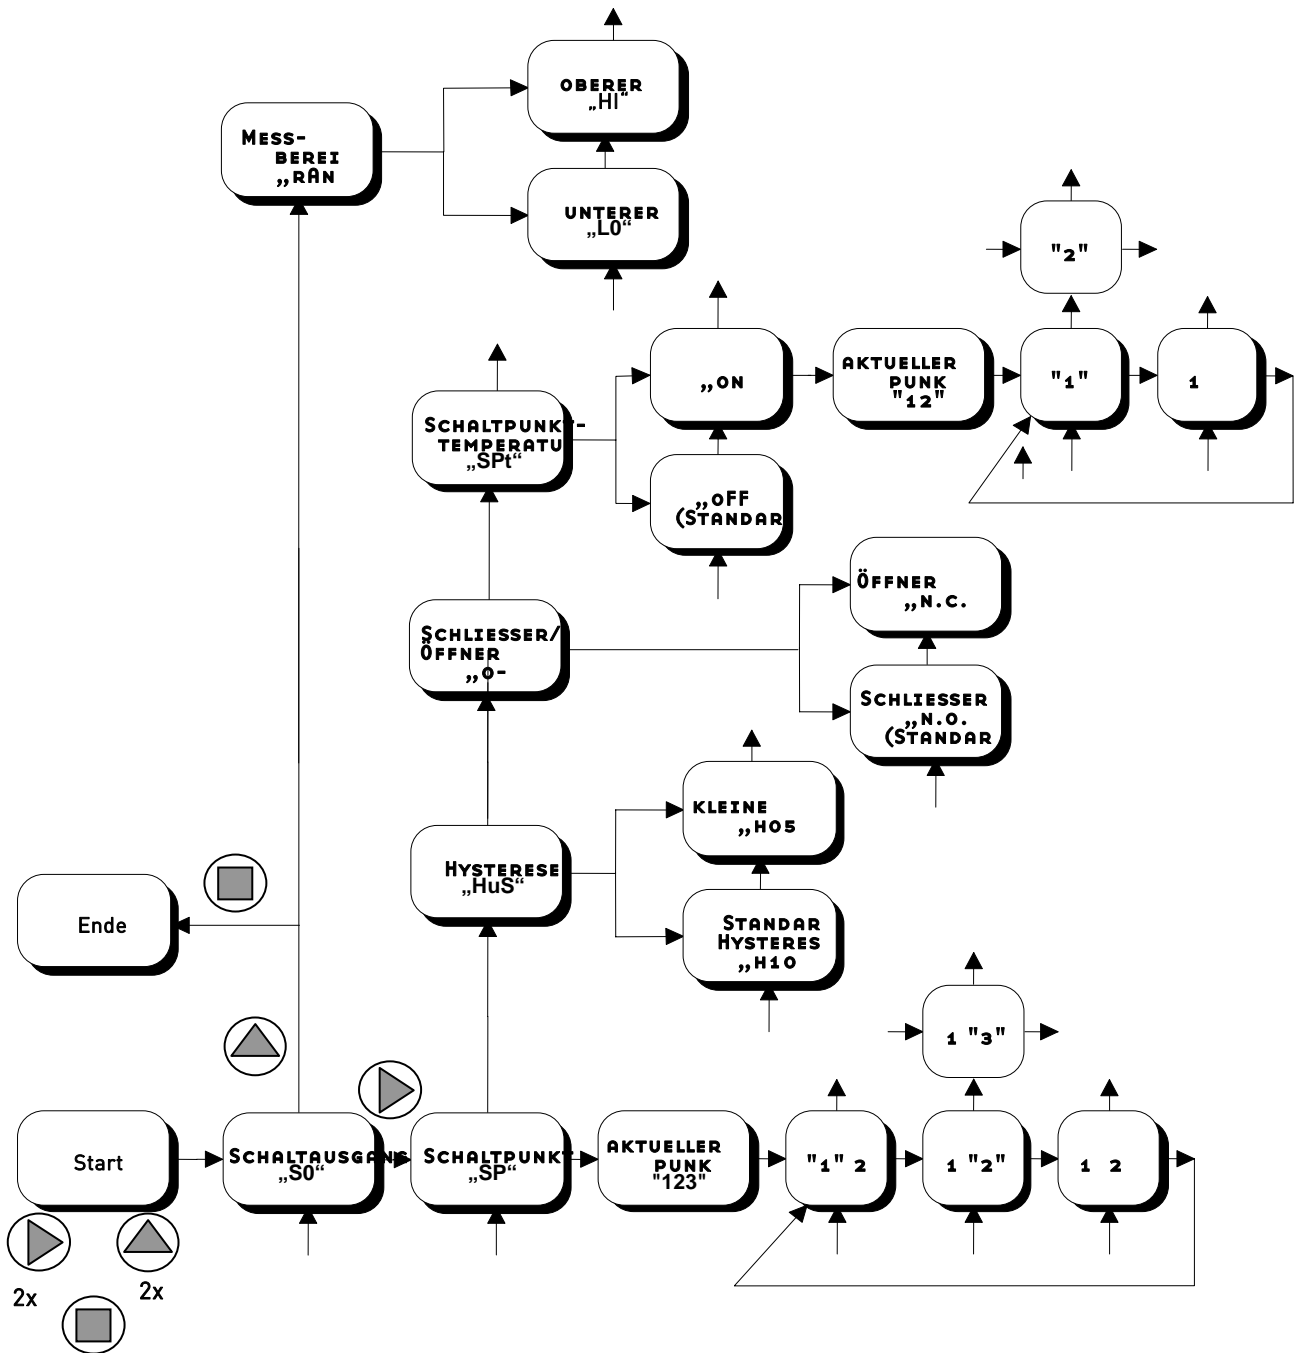 OBERER
„HI“
MESS-
BEREI
„rAN
UNTERER
„L0“
"2"
„ON
AKTUELLER
PUNK
"12"
"1"
1
SCHALTPUNKT-
TEMPERATU
„SPt“
„OFF
(STANDAR
ÖFFNER
„N.C.
SCHLIESSER/
ÖFFNER
„O-
SCHLIESSER
„N.O.
(STANDAR
KLEINE
„H05
HYSTERESE
„HuS“
STANDAR
HYSTERES
„H10
Ende
1 "3"
Start
SCHALTAUSGANG
„S0“
SCHALTPUNKT
„SP“
AKTUELLER
PUNK
"123"
"1" 2
1 "2"
1 2
2x
2x